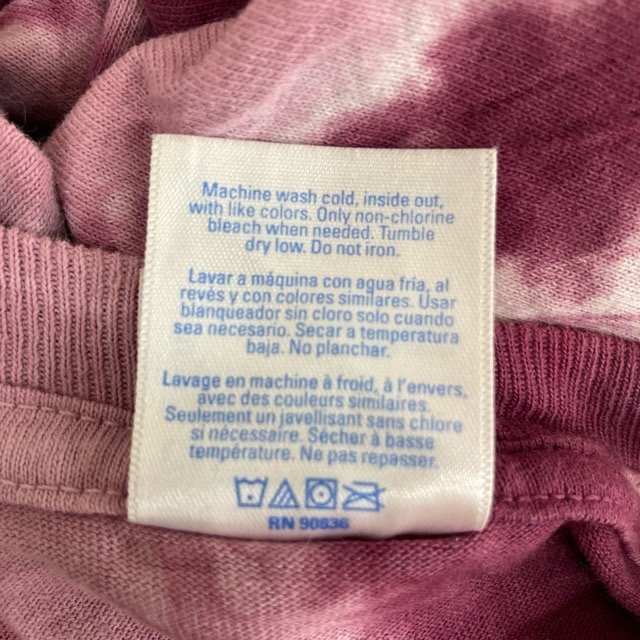 Machine wash cold, inside out,
with like colors. Only non-chlorine
bleach when needed. Tumble
dry low. Do not iron.
Lavar a máquina con agua fría, al
revés y con colores similares. Usar
blanqueador sin cloro solo cuando
sea necesario. Secar a temperatura
baja. No planchar.
Lavage en machine à froid, à l'envers,
avec des couleurs similaires.
Seulement un javellisant sans chlore
si nécessaire. Sécher à basse
température. Ne pas repasser.
RN 90836